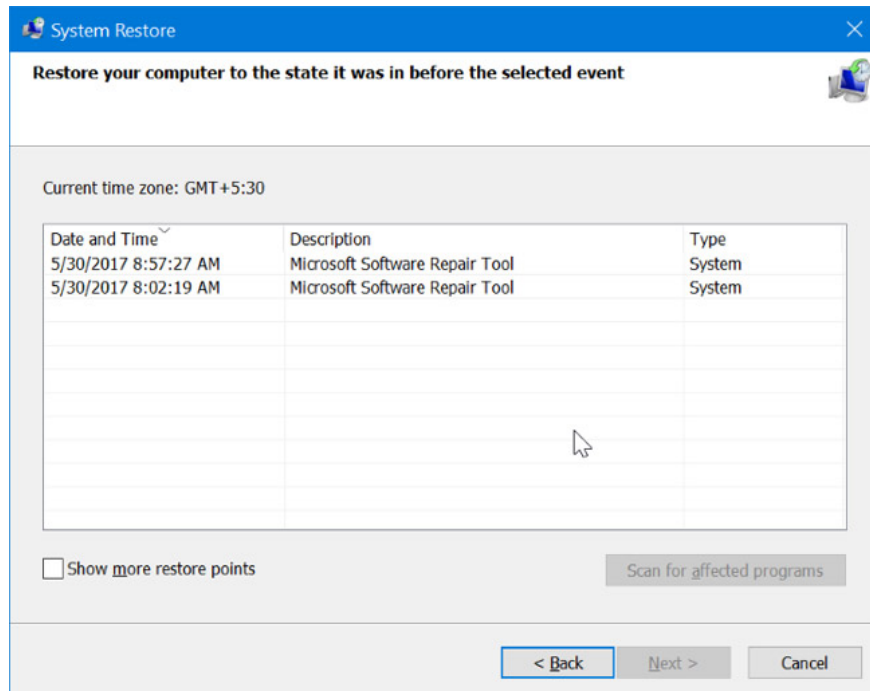 System Restore
Restore your computer to the state it was in before the selected event
Current time zone: GMT+5:30
Date and Time Description Type
5/30/2017 8:57:27 AM Microsoft Software Repair Tool System
5/30/2017 8:02:19 AM Microsoft Software Repair Tool System
Show more restore points Scan for affected programs
< Back Next > Cancel